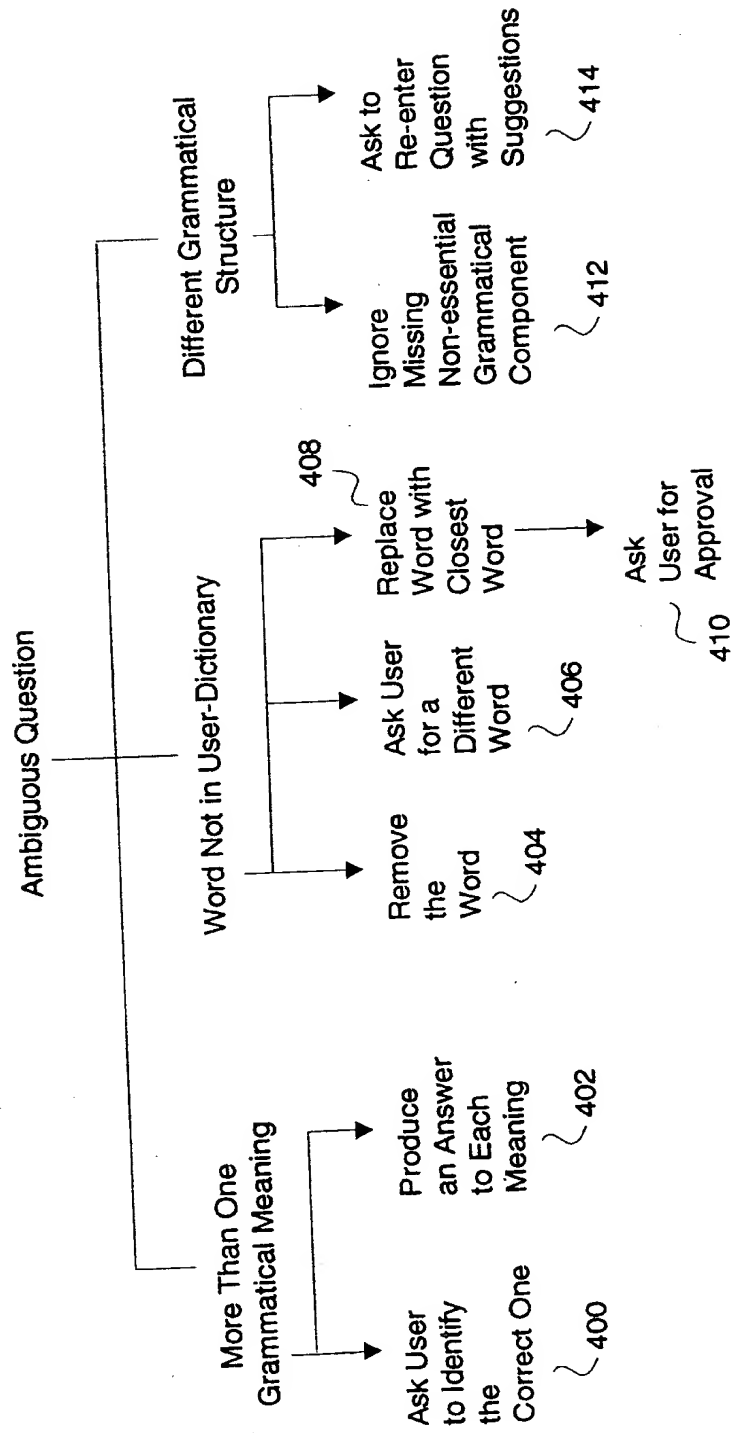 Ambiguous Question
More Than One
Grammatical Meaning
Word Not in User-Dictionary
Different Grammatical
Structure
Ask User
to Identify
the
Correct One
400
Produce
an Answer
to Each
Meaning
402
Remove
the
Word
404
Ask User
for a
Different
Word
406
408
Replace
Word with
Closest
Word
Ask
User for
Approval
410
Ignore
Missing
Non-essential
Grammatical
Component
412
Ask to
Re-enter
Question
with
Suggestions
414